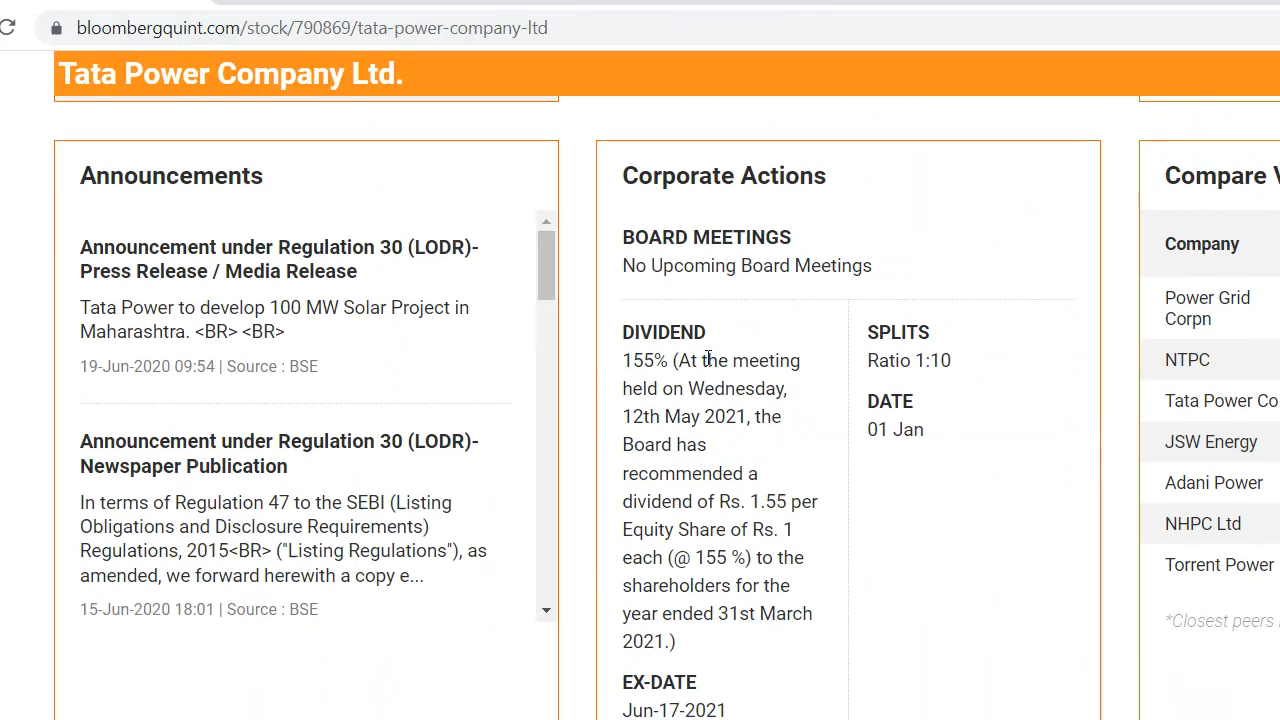 bloombergquint.com/stock/790869/tata-power-company-ltd
Tata Power Company Ltd.
Announcements
Announcement under Regulation 30 (LODR)-
Press Release / Media Release
Tata Power to develop 100 MW Solar Project in
Maharashtra. <BR> <BR>
19-Jun-2020 09:54 | Source : BSE
Announcement under Regulation 30 (LODR)-
Newspaper Publication
In terms of Regulation 47 to the SEBI (Listing
Obligations and Disclosure Requirements)
Regulations, 2015<BR> ("Listing Regulations"), as
amended, we forward herewith a copy e...
15-Jun-2020 18:01 | Source : BSE
Corporate Actions
BOARD MEETINGS
No Upcoming Board Meetings
DIVIDEND
155% (At the meeting
held on Wednesday,
12th May 2021, the
Board has
recommended a
dividend of Rs. 1.55 per
Equity Share of Rs. 1
each (@ 155 %) to the
shareholders for the
year ended 31st March
2021.)
EX-DATE
Jun-17-2021
SPLITS
Ratio 1:10
DATE
01 Jan
Compare
Company
Power Grid
Corpn
NTPC
Tata Power Co.
JSW Energy
Adani Power
NHPC Ltd
Torrent Power
*Closest peers